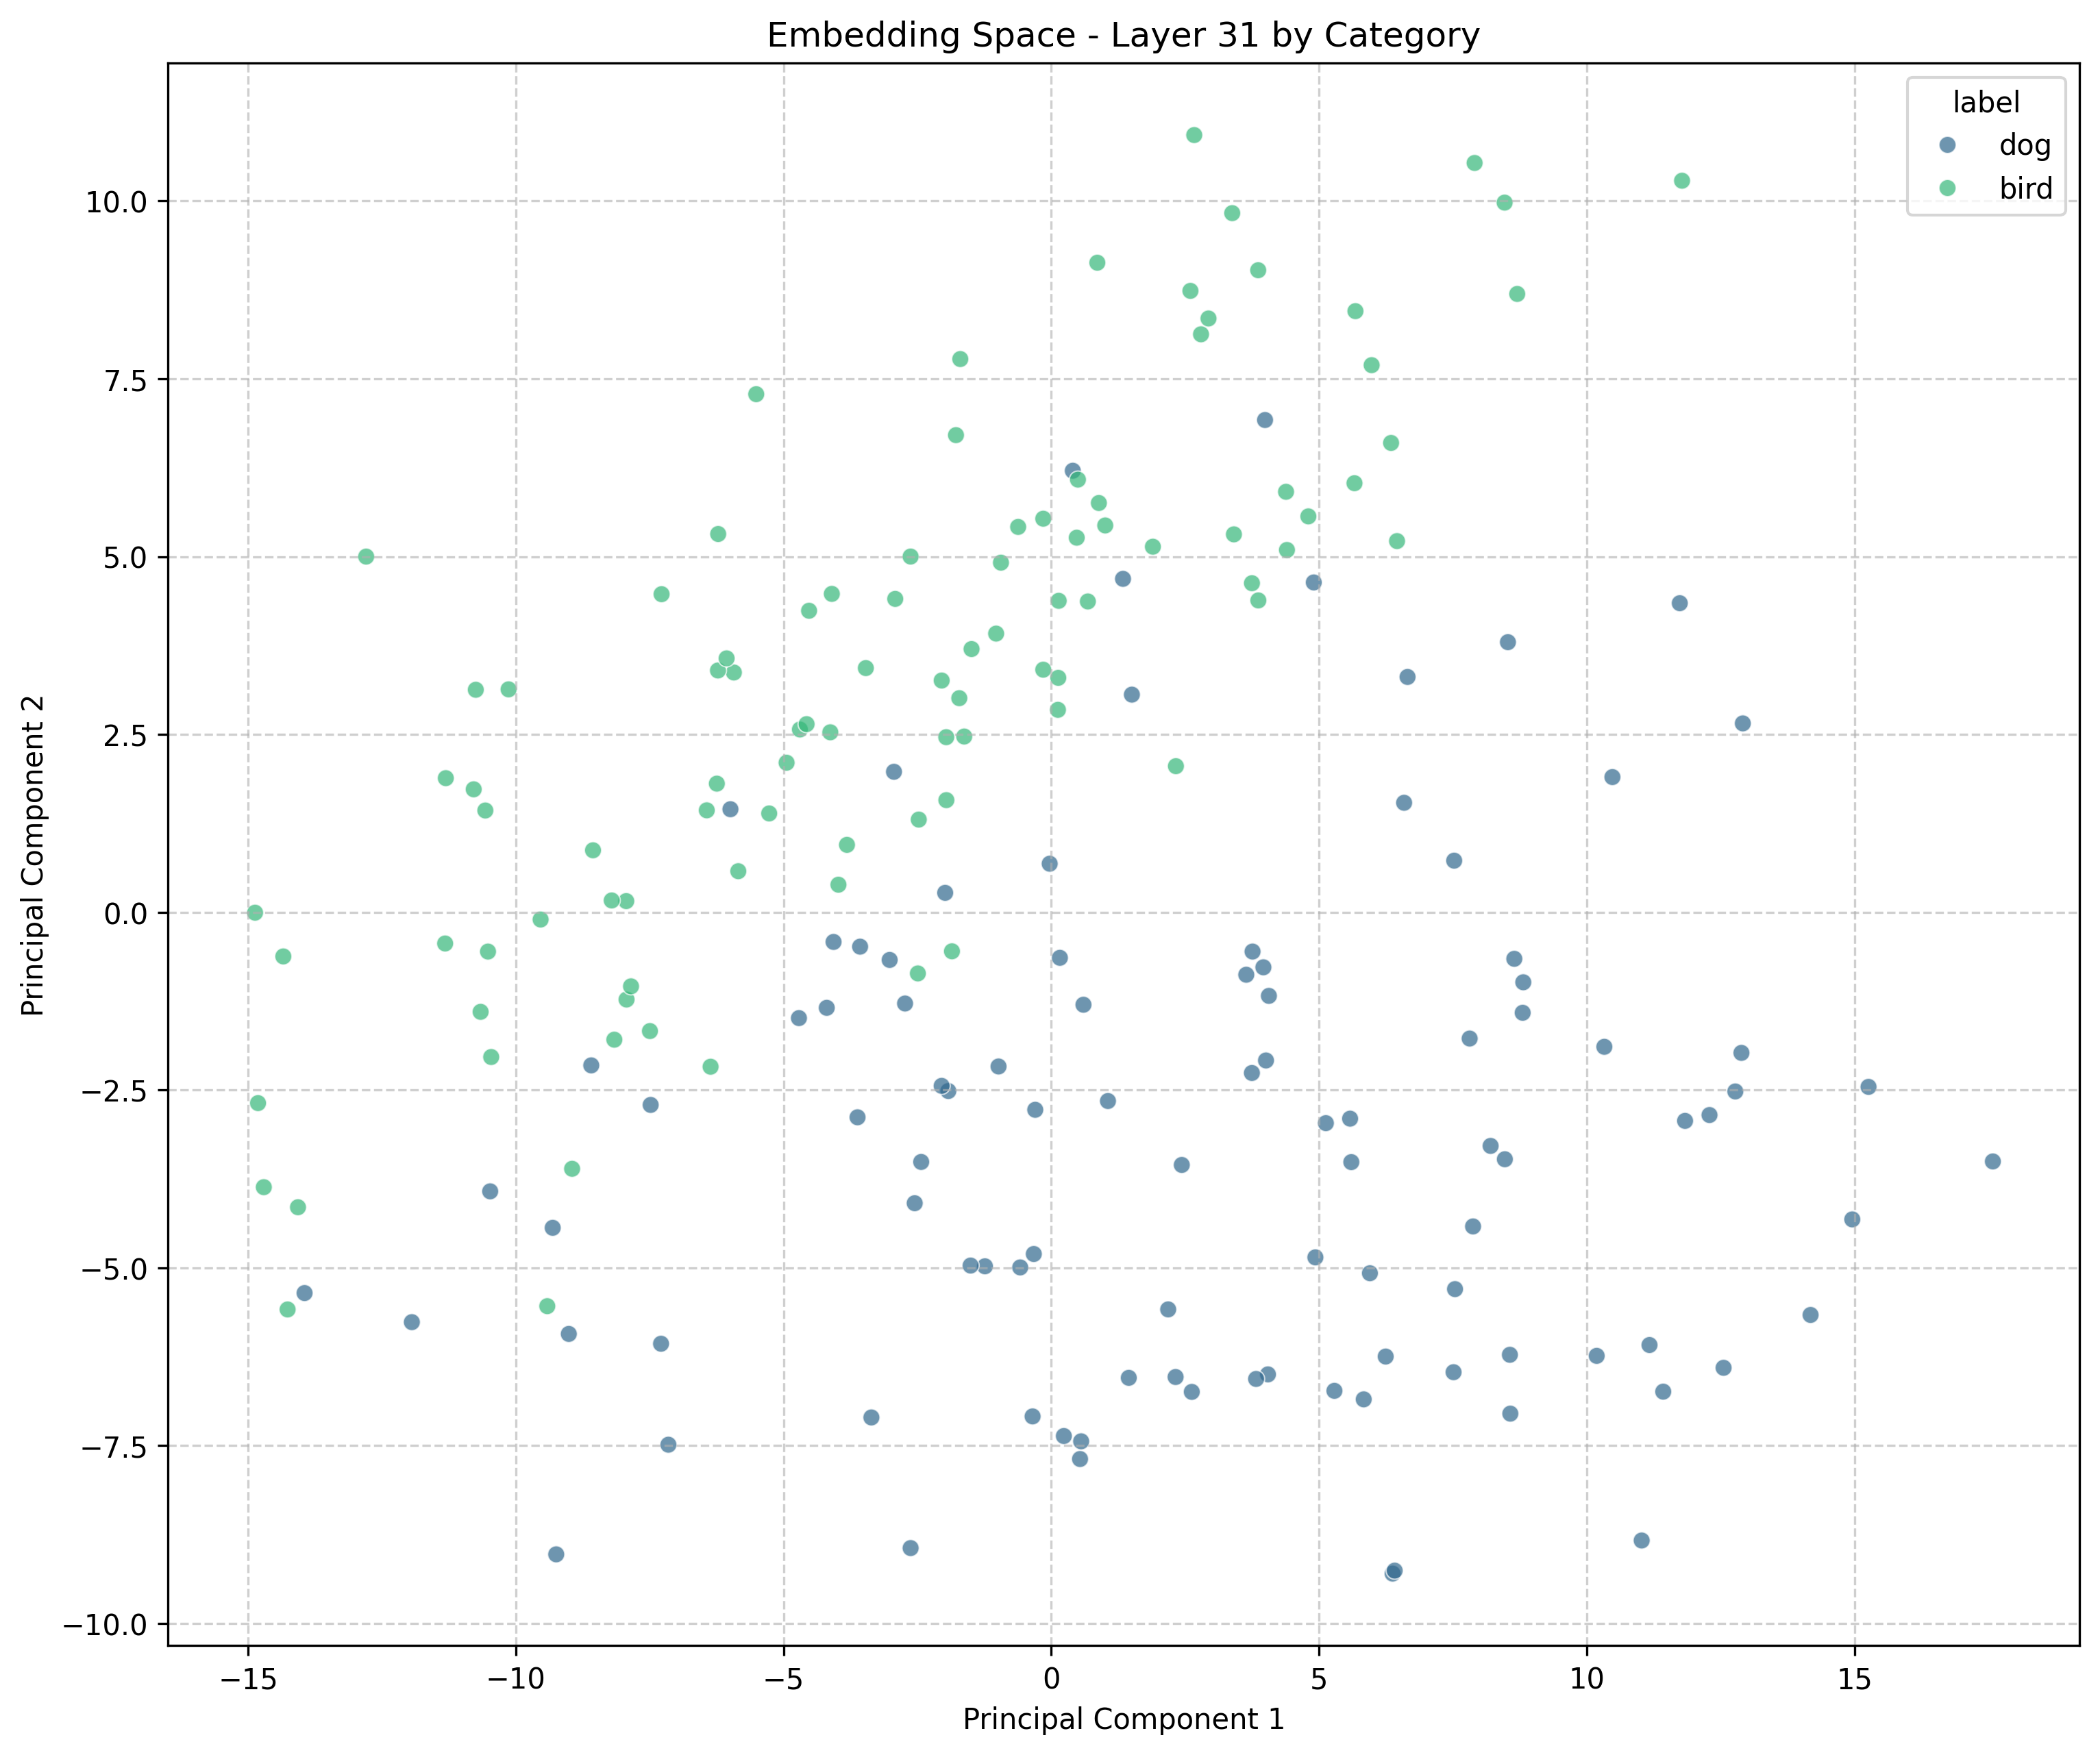 Embedding Space - Layer 31 by Category
label
dog
bird
10.0
7.5
5.0
2.5
0.0
−2.5
−5.0
−7.5
−10.0
Principal Component 2
−15
−10
−5
0
5
10
15
Principal Component 1